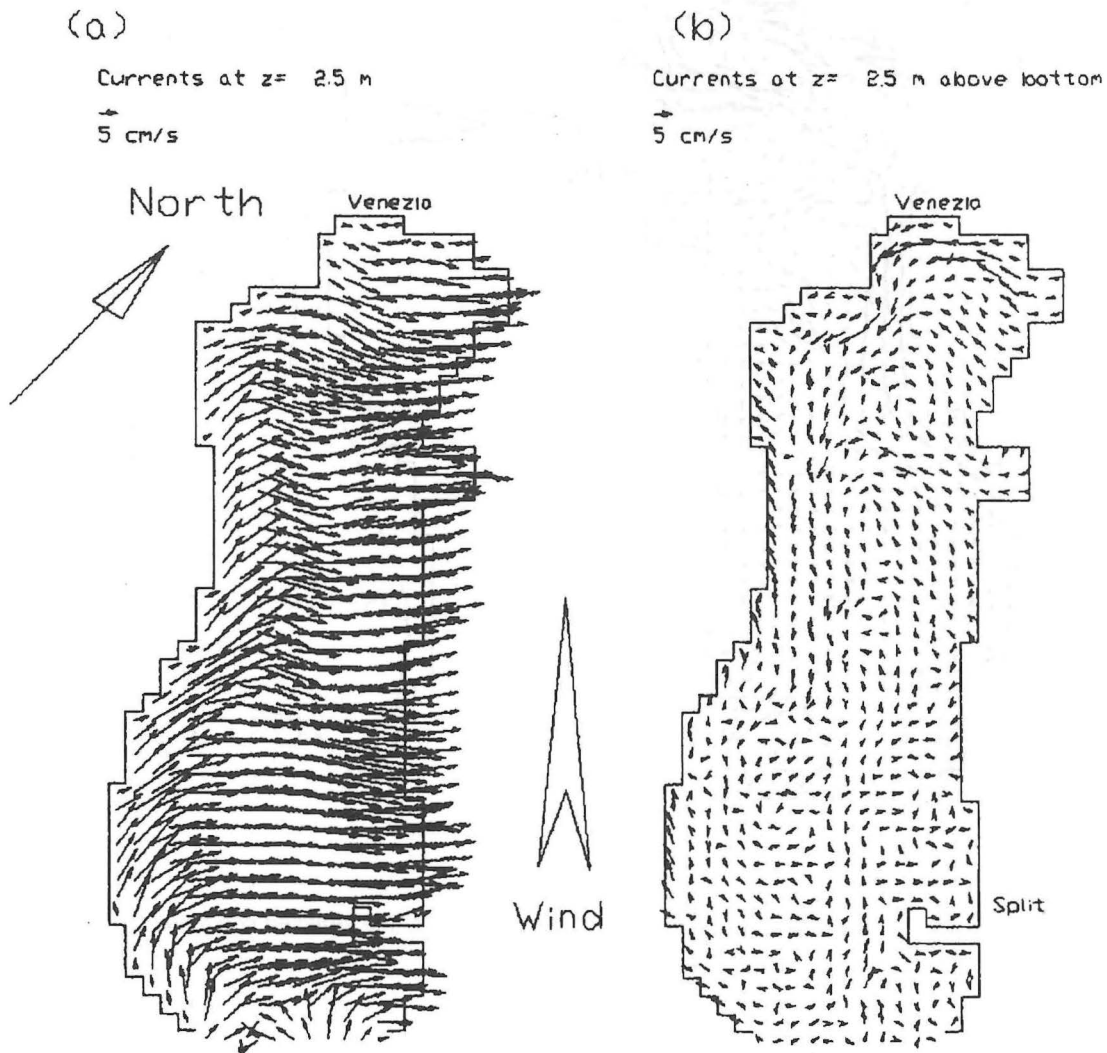 (a)
Currents at z= 2.5 m
5 cm/s
North
Venezia
Wind
(b)
Currents at z= 2.5 m above bottom
5 cm/s
Venezia
Split